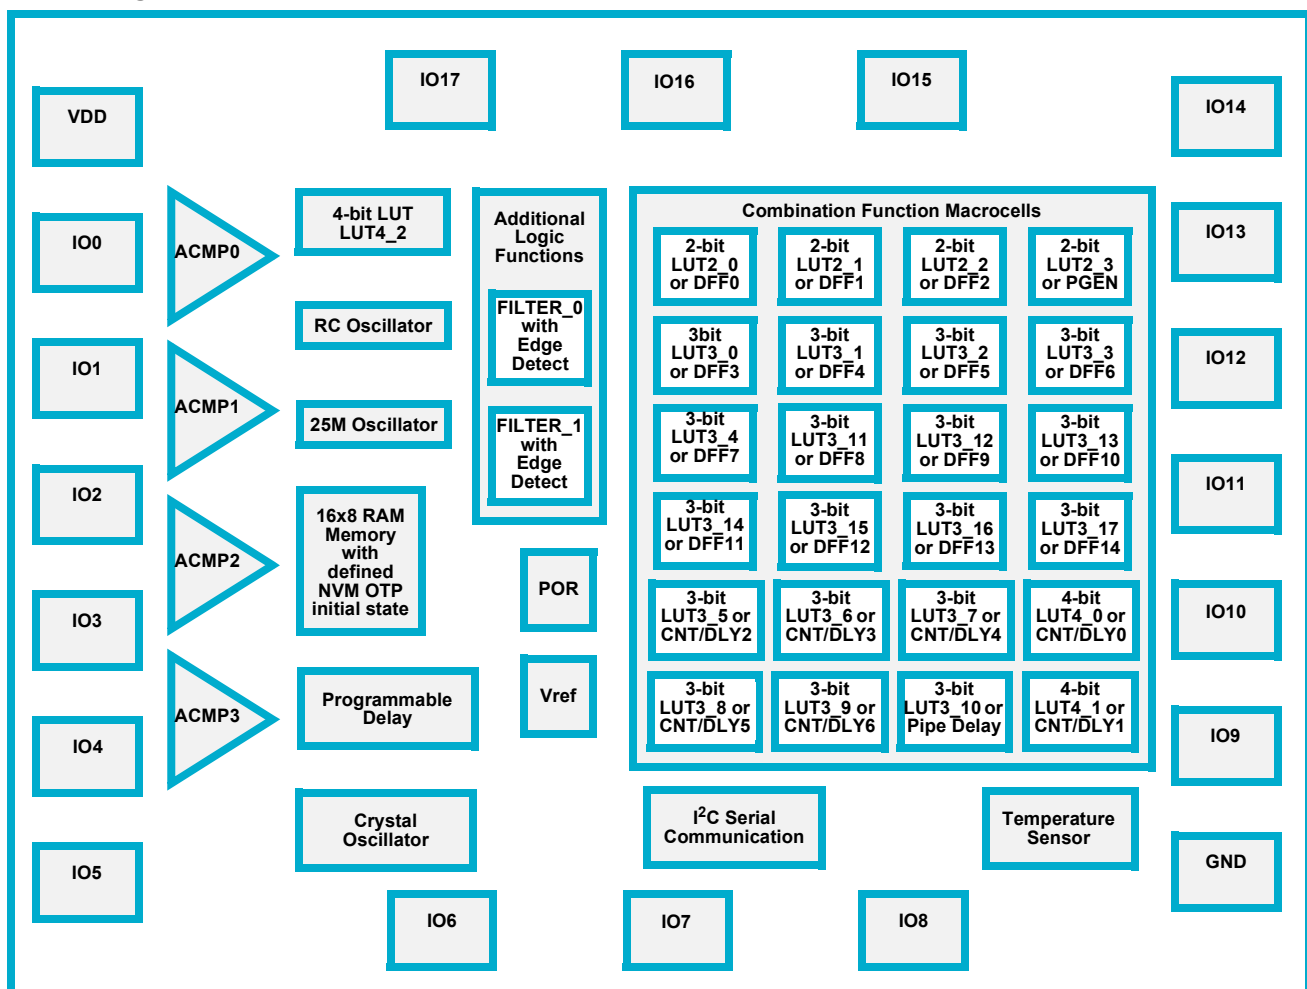 IO17
IO16
IO15
IO14
VDD
IO0
IO1
IO2
IO3
IO4
IO5
ACMP0
ACMP1
ACMP2
ACMP3
4-bit LUT
LUT4_2
RC Oscillator
25M Oscillator
16x8 RAM
Memory
with
defined
NVM OTP
initial state
Programmable
Delay
Crystal
Oscillator
Additional
Logic
Functions
FILTER_0
with
Edge
Detect
FILTER_1
with
Edge
Detect
POR
Vref
Combination Function Macrocells
2-bit
LUT2_0
or DFF0
2-bit
LUT2_1
or DFF1
2-bit
LUT2_2
or DFF2
2-bit
LUT2_3
or PGEN
3bit
LUT3_0
or DFF3
3-bit
LUT3_1
or DFF4
3-bit
LUT3_2
or DFF5
3-bit
LUT3_3
or DFF6
3-bit
LUT3_4
or DFF7
3-bit
LUT3_11
or DFF8
3-bit
LUT3_12
or DFF9
3-bit
LUT3_13
or DFF10
3-bit
LUT3_14
or DFF11
3-bit
LUT3_15
or DFF12
3-bit
LUT3_16
or DFF13
3-bit
LUT3_17
or DFF14
3-bit
LUT3_5 or
CNT/DLY2
3-bit
LUT3_6 or
CNT/DLY3
3-bit
LUT3_7 or
CNT/DLY4
4-bit
LUT4_0 or
CNT/DLY0
3-bit
LUT3_8 or
CNT/DLY5
3-bit
LUT3_9 or
CNT/DLY6
3-bit
LUT3_10 or
Pipe Delay
4-bit
LUT4_1 or
CNT/DLY1
I²C Serial
Communication
Temperature
Sensor
IO13
IO12
IO11
IO10
IO9
GND
IO6
IO7
IO8